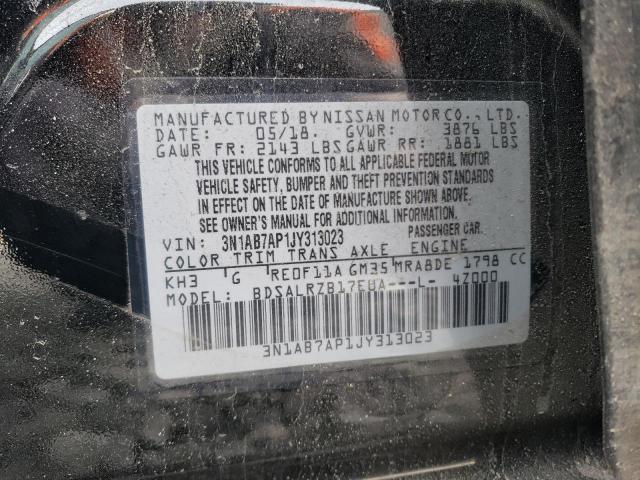 MANUFACTURED BY NISSAN MOTOR CO., LTD.
DATE: 05/18. GVWR: 3876 LBS
GAWR FR: 2143 LBS GAWR RR: 1881 LBS
THIS VEHICLE CONFORMS TO ALL APPLICABLE FEDERAL MOTOR
VEHICLE SAFETY, BUMPER AND THEFT PREVENTION STANDARDS
IN EFFECT ON THE DATE OF MANUFACTURE SHOWN ABOVE.
SEE OWNER'S MANUAL FOR ADDITIONAL INFORMATION.
VIN: 3N1AB7AP1JY313023 PASSENGER CAR.
COLOR TRIM TRANS AXLE ENGINE
KH3 G RE0F11A GM35 MRA8DE 1798 CC
MODEL: BDSALRZB17EUA---L- 4Z000
3N1AB7AP1JY313023